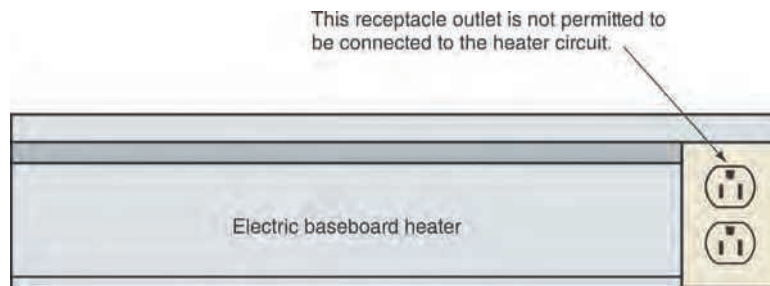 This receptacle outlet is not permitted to
be connected to the heater circuit.
Electric baseboard heater